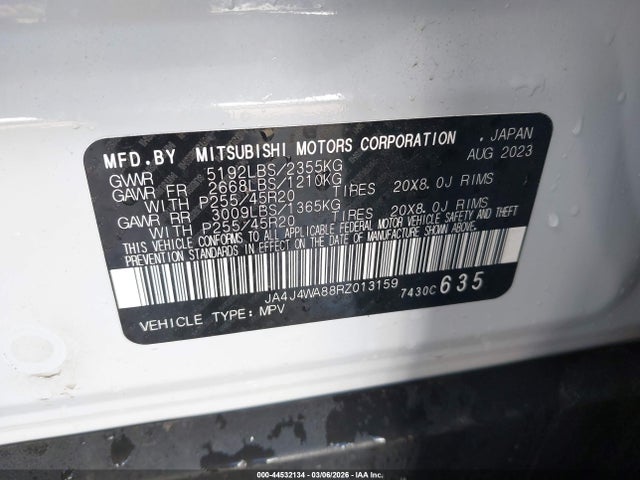 MFD.BY MITSUBISHI MOTORS CORPORATION . JAPAN
AUG 2023
GVWR 5192LBS/2355KG
GAWR FR 2668LBS/1210KG
WITH P255/45R20 TIRES 20X8.0J RIMS
GAWR RR 3009LBS/1365KG
WITH P255/45R20 TIRES 20X8.0J RIMS
THIS VEHICLE CONFORMS TO ALL APPLICABLE FEDERAL MOTOR VEHICLE SAFETY AND THEFT
PREVENTION STANDARDS IN EFFECT ON THE DATE OF MANUFACTURE SHOWN ABOVE.
JA4J4WA88RZ013159 7430C 635
VEHICLE TYPE: MPV
000-44532134 | 03/06/2026 | IAA Inc.